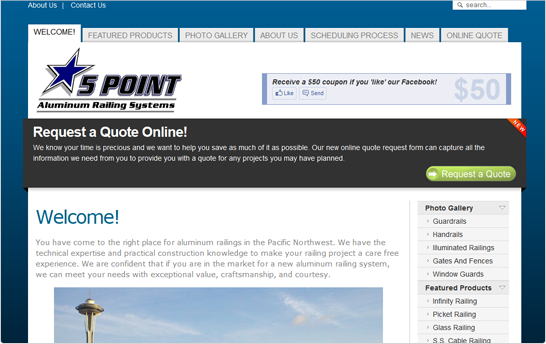 About Us | Contact Us
search..
WELCOME!
FEATURED PRODUCTS
PHOTO GALLERY
ABOUT US
SCHEDULING PROCESS
NEWS
ONLINE QUOTE
5 POINT
Aluminum Railing Systems
Receive a $50 coupon if you 'like' our Facebook!
Like
Send
$50
NEW
Request a Quote Online!
We know your time is precious and we want to help you save as much of it as possible. Our new online quote request form can capture all the
information we need from you to provide you with a quote for any projects you may have planned.
Request a Quote
Welcome!
You have come to the right place for aluminum railings in the Pacific Northwest. We have the
technical expertise and practical construction knowledge to make your railing project a care free
experience. We are confident that if you are in the market for a new aluminum railing system,
we can meet your needs with exceptional value, craftsmanship, and courtesy.
Photo Gallery
Guardrails
Handrails
Illuminated Railings
Gates And Fences
Window Guards
Featured Products
Infinity Railing
Picket Railing
Glass Railing
S.S. Cable Railing